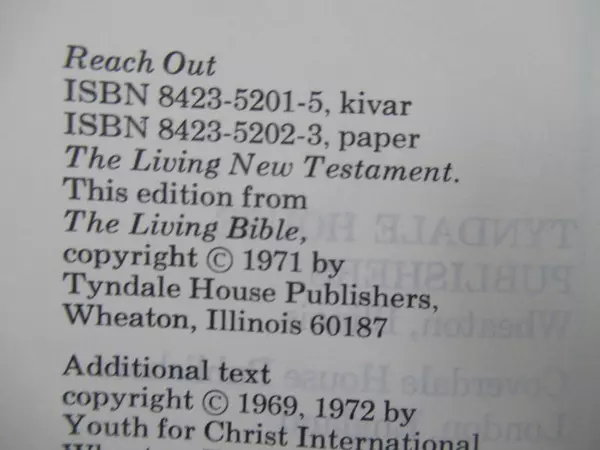 Reach Out
ISBN 8423-5201-5, kivar
ISBN 8423-5202-3, paper
The Living New Testament.
This edition from
The Living Bible,
copyright © 1971 by
Tyndale House Publishers,
Wheaton, Illinois 60187
Additional text
copyright © 1969, 1972 by
Youth for Christ International